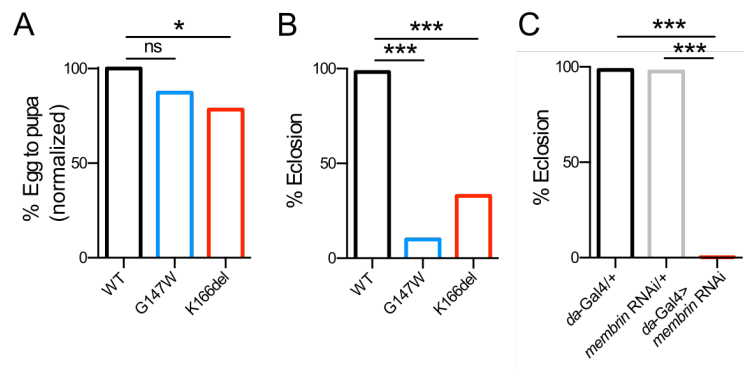 A
*
ns
% Egg to pupa
(normalized)
100
50
0
WT
G147W
K166del
B
***
***
% Eclosion
100
50
0
WT
G147W
K166del
C
***
***
% Eclosion
100
50
0
da-Gal4/+
membrin RNAi/+
da-Gal4>
membrin RNAi